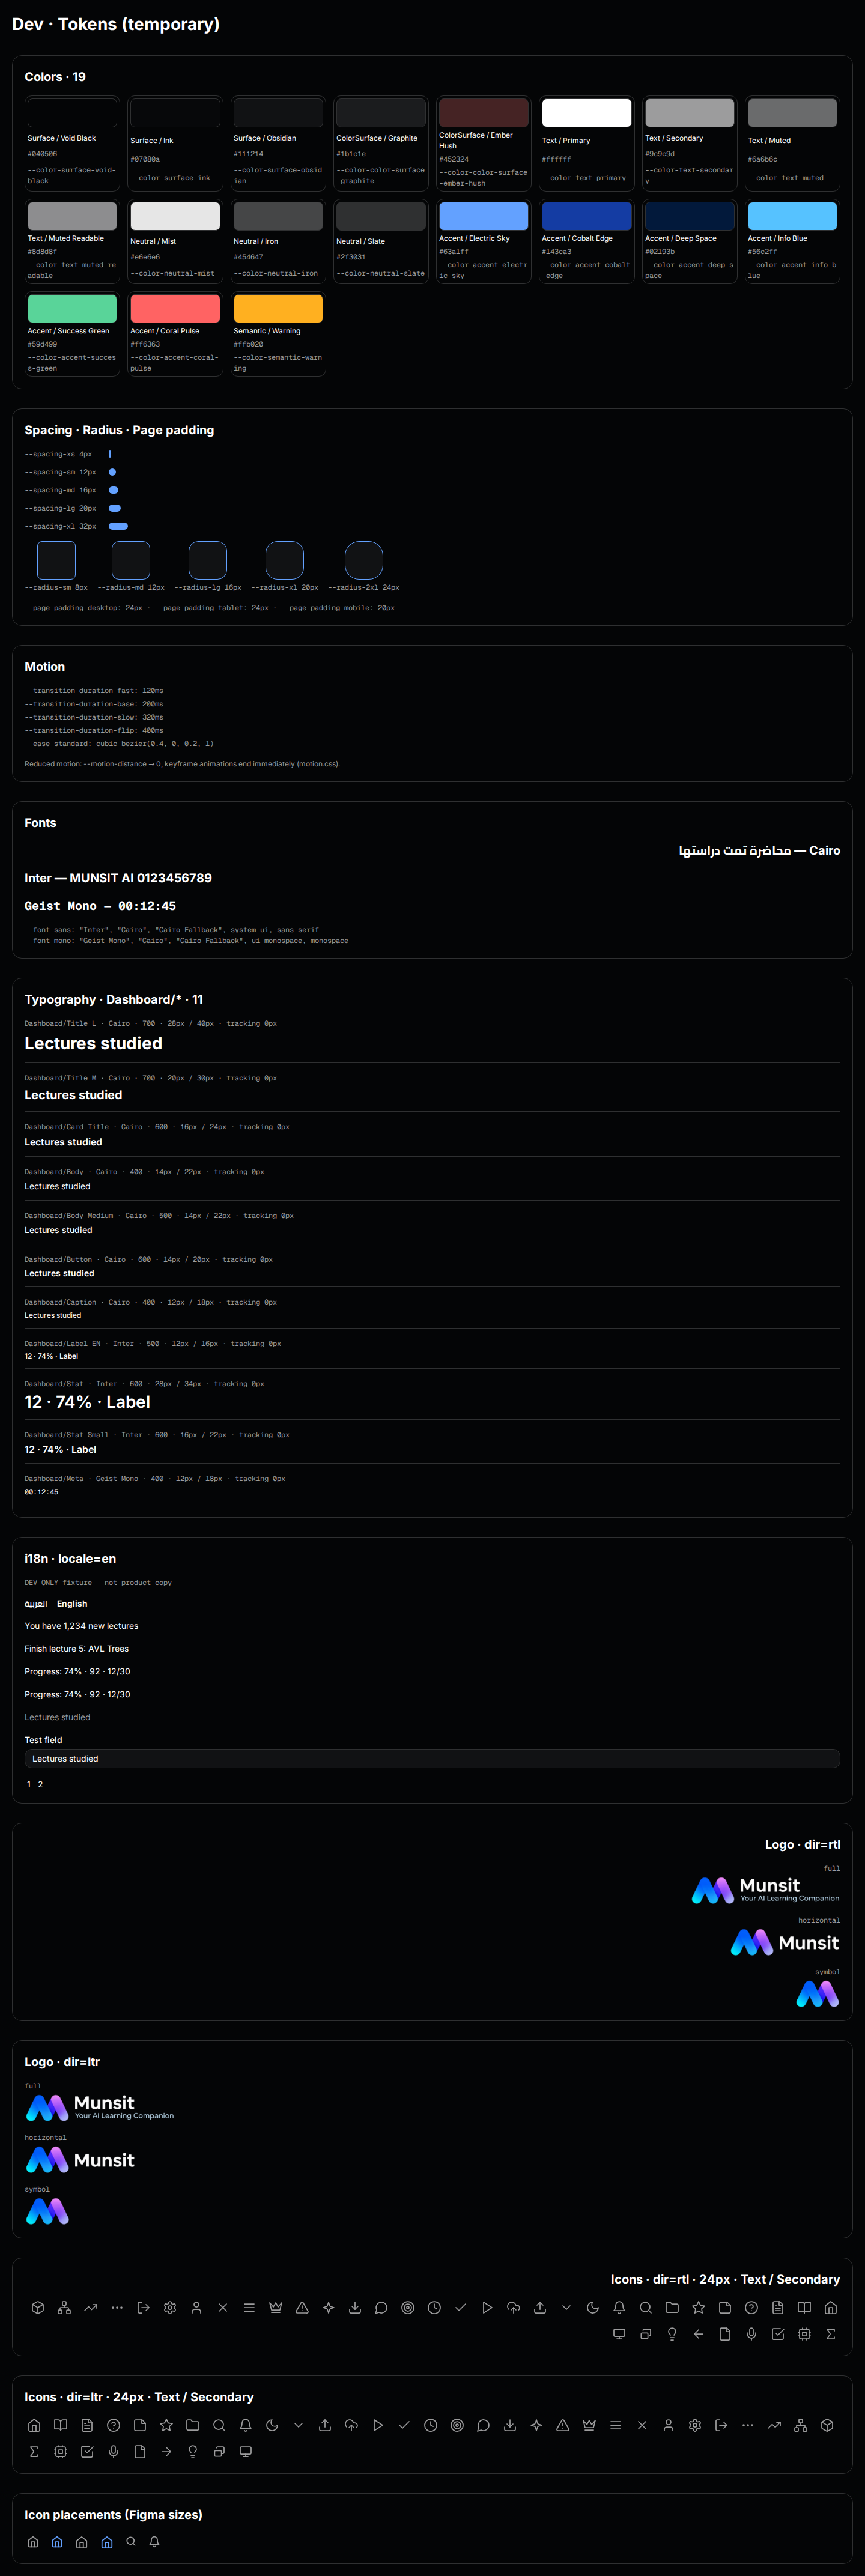 Dev · Tokens (temporary)
Colors · 19
Surface / Void Black
#040506
--color-surface-void-
black
Surface / Ink
#07080a
--color-surface-ink
Surface / Obsidian
#111214
--color-surface-obsid
ian
ColorSurface / Graphite
#1b1c1e
--color-color-surface
-graphite
ColorSurface / Ember
Hush
#452324
--color-color-surface
-ember-hush
Text / Primary
#ffffff
--color-text-primary
Text / Secondary
#9c9c9d
--color-text-secondar
y
Text / Muted
#6a6b6c
--color-text-muted
Text / Muted Readable
#8d8d8f
--color-text-muted-re
adable
Neutral / Mist
#e6e6e6
--color-neutral-mist
Neutral / Iron
#454647
--color-neutral-iron
Neutral / Slate
#2f3031
--color-neutral-slate
Accent / Electric Sky
#63a1ff
--color-accent-electr
ic-sky
Accent / Cobalt Edge
#143ca3
--color-accent-cobalt
-edge
Accent / Deep Space
#02193b
--color-accent-deep-s
pace
Accent / Info Blue
#56c2ff
--color-accent-info-b
lue
Accent / Success Green
#59d499
--color-accent-succes
s-green
Accent / Coral Pulse
#ff6363
--color-accent-coral-
pulse
Semantic / Warning
#ffb020
--color-semantic-warn
ing
Spacing · Radius · Page padding
--spacing-xs 4px
--spacing-sm 12px
--spacing-md 16px
--spacing-lg 20px
--spacing-xl 32px
--radius-sm 8px
--radius-md 12px
--radius-lg 16px
--radius-xl 20px
--radius-2xl 24px
--page-padding-desktop: 24px · --page-padding-tablet: 24px · --page-padding-mobile: 20px
Motion
--transition-duration-fast: 120ms
--transition-duration-base: 200ms
--transition-duration-slow: 320ms
--transition-duration-flip: 400ms
--ease-standard: cubic-bezier(0.4, 0, 0.2, 1)
Reduced motion: --motion-distance → 0, keyframe animations end immediately (motion.css).
Fonts
Cairo — محاضرة تمت دراستها
Inter — MUNSIT AI 0123456789
Geist Mono — 00:12:45
--font-sans: "Inter", "Cairo", "Cairo Fallback", system-ui, sans-serif
--font-mono: "Geist Mono", "Cairo", "Cairo Fallback", ui-monospace, monospace
Typography · Dashboard/* · 11
Dashboard/Title L · Cairo · 700 · 28px / 40px · tracking 0px
Lectures studied
Dashboard/Title M · Cairo · 700 · 20px / 30px · tracking 0px
Lectures studied
Dashboard/Card Title · Cairo · 600 · 16px / 24px · tracking 0px
Lectures studied
Dashboard/Body · Cairo · 400 · 14px / 22px · tracking 0px
Lectures studied
Dashboard/Body Medium · Cairo · 500 · 14px / 22px · tracking 0px
Lectures studied
Dashboard/Button · Cairo · 600 · 14px / 20px · tracking 0px
Lectures studied
Dashboard/Caption · Cairo · 400 · 12px / 18px · tracking 0px
Lectures studied
Dashboard/Label EN · Inter · 500 · 12px / 16px · tracking 0px
12 · 74% · Label
Dashboard/Stat · Inter · 600 · 28px / 34px · tracking 0px
12 · 74% · Label
Dashboard/Stat Small · Inter · 600 · 16px / 22px · tracking 0px
12 · 74% · Label
Dashboard/Meta · Geist Mono · 400 · 12px / 18px · tracking 0px
00:12:45
i18n · locale=en
DEV-ONLY fixture — not product copy
العربية English
You have 1,234 new lectures
Finish lecture 5: AVL Trees
Progress: 74% · 92 · 12/30
Progress: 74% · 92 · 12/30
Lectures studied
Test field
Lectures studied
1 2
Logo · dir=rtl
full
Munsit
Your AI Learning Companion
horizontal
Munsit
symbol
Logo · dir=ltr
full
Munsit
Your AI Learning Companion
horizontal
Munsit
symbol
Icons · dir=rtl · 24px · Text / Secondary
Icons · dir=ltr · 24px · Text / Secondary
Icon placements (Figma sizes)